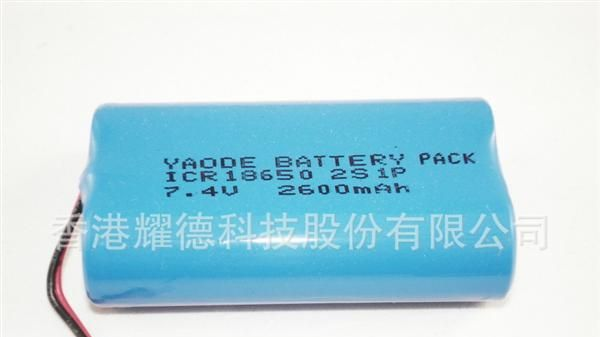 YAODE BATTERY PACK
ICR18650 2S1P
7.4V 2600mAh
香港耀德科技股份有限公司